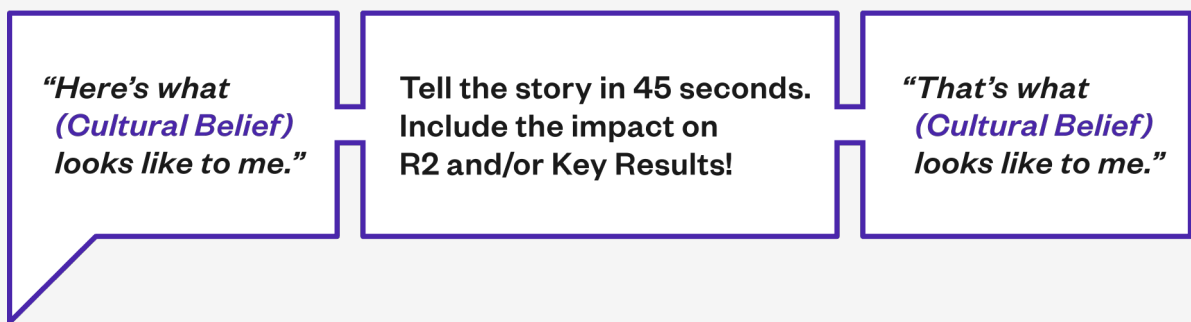 “Here’s what
(Cultural Belief)
looks like to me.”
Tell the story in 45 seconds.
Include the impact on
R2 and/or Key Results!
“That’s what
(Cultural Belief)
looks like to me.”